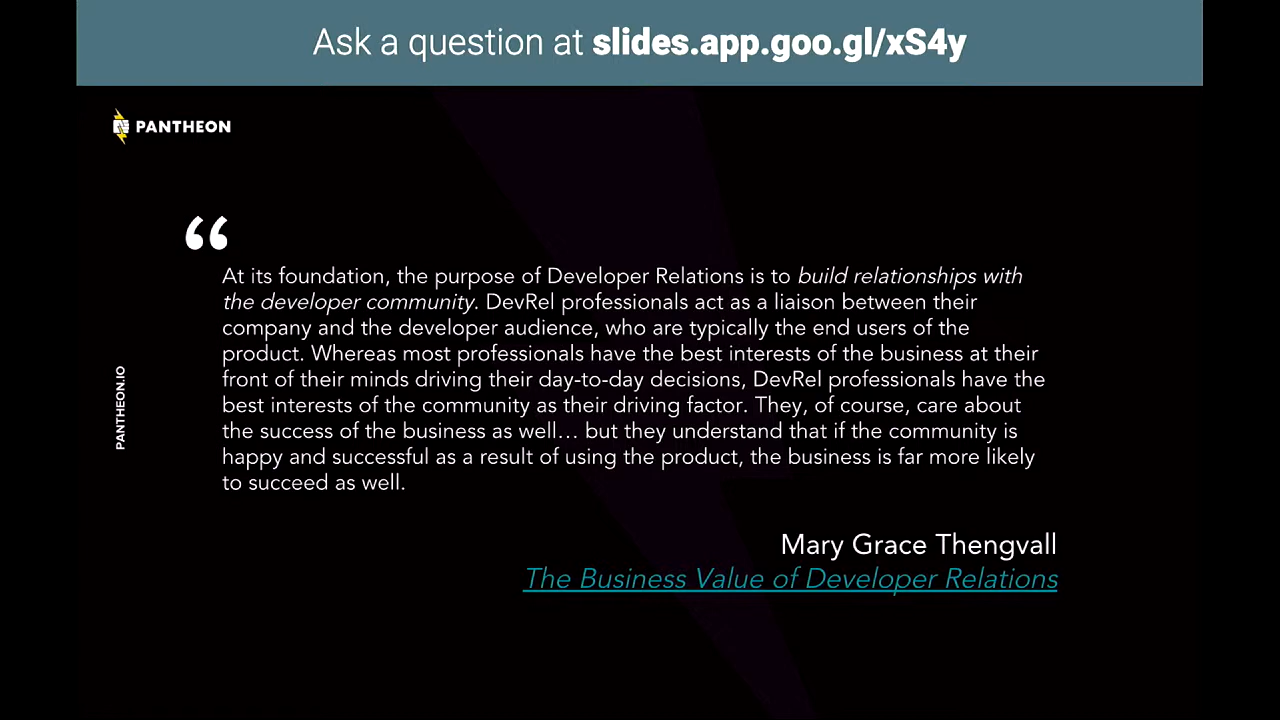 Ask a question at slides.app.goo.gl/xS4y
PANTHEON
“
At its foundation, the purpose of Developer Relations is to build relationships with
the developer community. DevRel professionals act as a liaison between their
company and the developer audience, who are typically the end users of the
product. Whereas most professionals have the best interests of the business at their
front of their minds driving their day-to-day decisions, DevRel professionals have the
best interests of the community as their driving factor. They, of course, care about
the success of the business as well… but they understand that if the community is
happy and successful as a result of using the product, the business is far more likely
to succeed as well.
PANTHEON.IO
Mary Grace Thengvall
The Business Value of Developer Relations